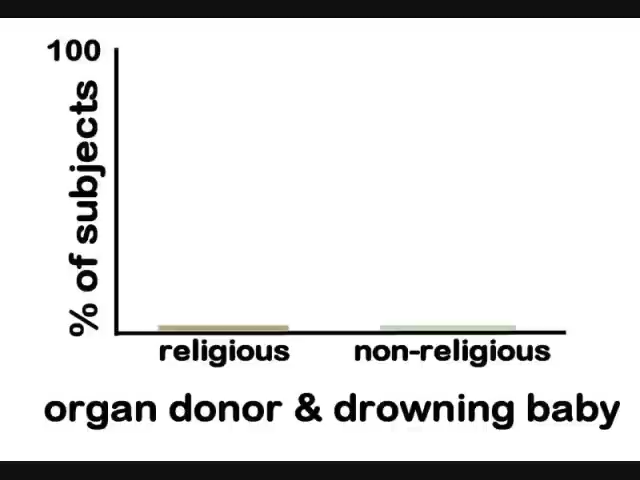 100
% of subjects
religious
non-religious
organ donor & drowning baby